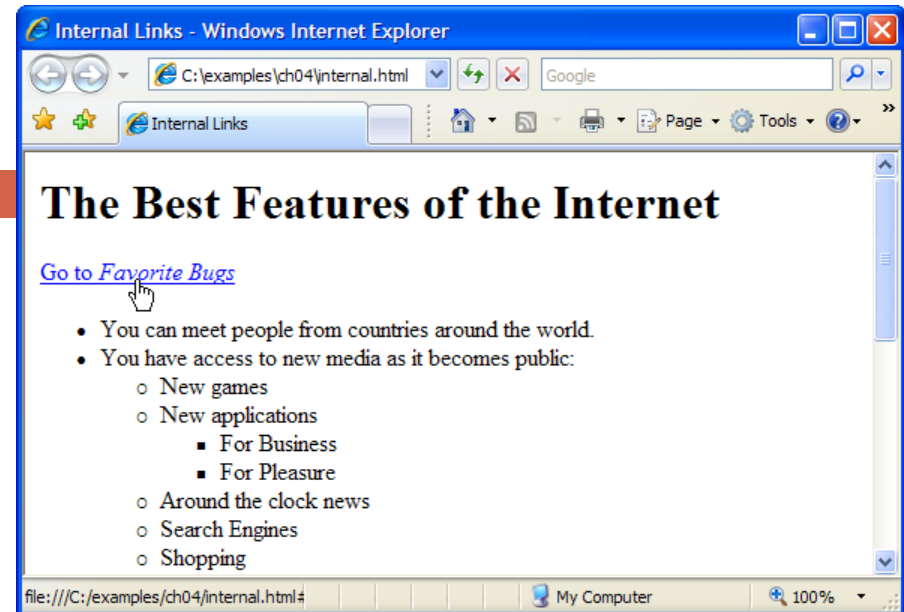 Internal Links - Windows Internet Explorer
C:\examples\ch04\internal.html
Google
Internal Links
Page
Tools
»
The Best Features of the Internet
Go to Favorite Bugs
• You can meet people from countries around the world.
• You have access to new media as it becomes public:
○ New games
○ New applications
▪ For Business
▪ For Pleasure
○ Around the clock news
○ Search Engines
○ Shopping
file:///C:/examples/ch04/internal.html# My Computer 100%